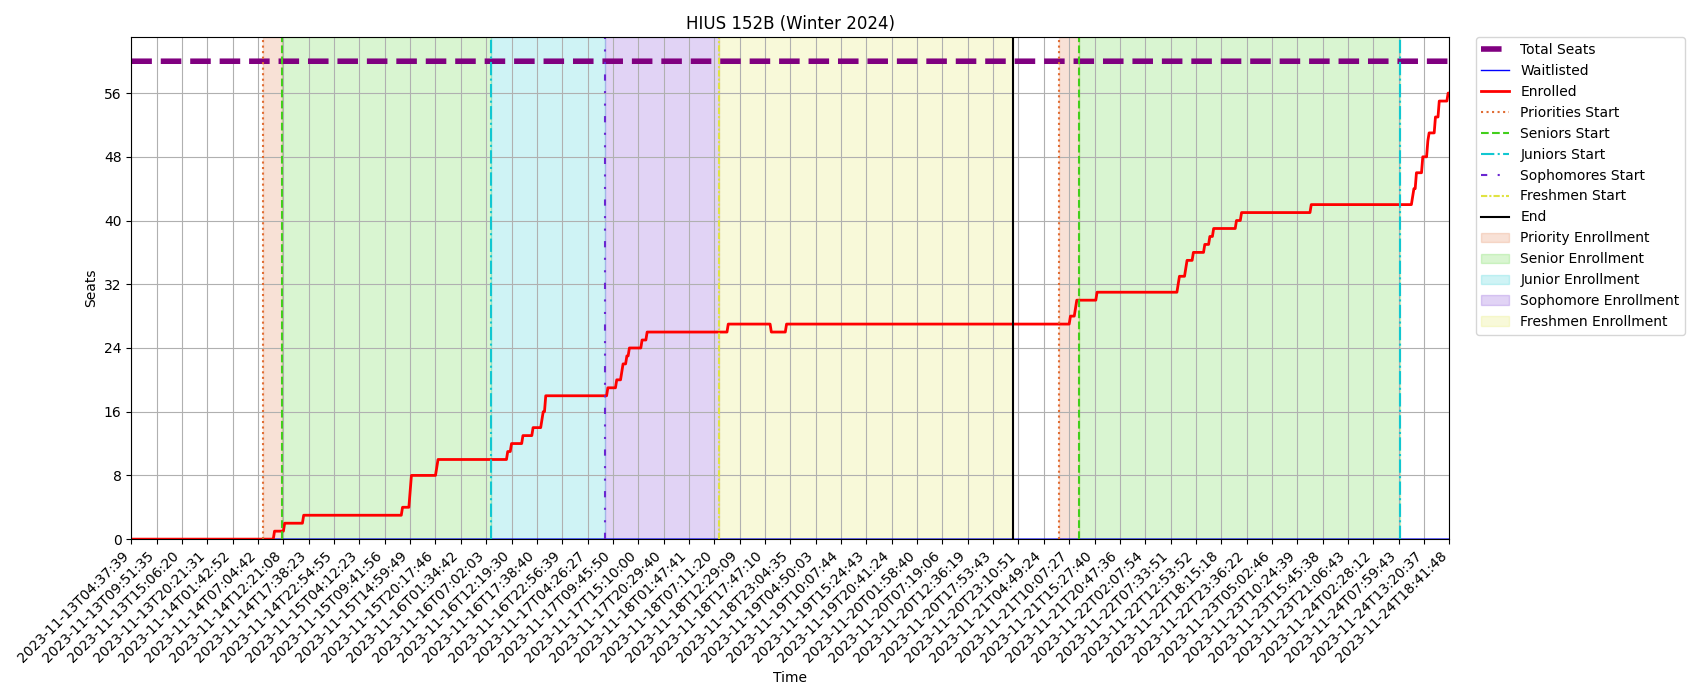 HIUS 152B (Winter 2024)
Seats
56
48
40
32
24
16
8
0
2023-11-13T04:37:39
2023-11-13T09:51:35
2023-11-13T15:06:20
2023-11-13T20:21:31
2023-11-14T01:42:52
2023-11-14T07:04:42
2023-11-14T12:21:08
2023-11-14T17:38:23
2023-11-14T22:54:55
2023-11-15T04:12:23
2023-11-15T09:41:56
2023-11-15T14:59:49
2023-11-15T20:17:46
2023-11-16T01:34:42
2023-11-16T07:02:03
2023-11-16T12:19:30
2023-11-16T17:38:40
2023-11-16T22:56:39
2023-11-17T04:26:27
2023-11-17T09:45:50
2023-11-17T15:10:00
2023-11-17T20:29:40
2023-11-18T01:47:41
2023-11-18T07:11:20
2023-11-18T12:29:09
2023-11-18T17:47:10
2023-11-18T23:04:35
2023-11-19T04:50:03
2023-11-19T10:07:44
2023-11-19T15:24:43
2023-11-19T20:41:24
2023-11-20T01:58:40
2023-11-20T07:19:06
2023-11-20T12:36:19
2023-11-20T17:53:43
2023-11-20T23:10:51
2023-11-21T04:49:24
2023-11-21T10:07:27
2023-11-21T15:27:40
2023-11-21T20:47:36
2023-11-22T02:07:54
2023-11-22T07:33:51
2023-11-22T12:53:52
2023-11-22T18:15:18
2023-11-22T23:36:22
2023-11-23T05:02:46
2023-11-23T10:24:39
2023-11-23T15:45:38
2023-11-23T21:06:43
2023-11-24T02:28:12
2023-11-24T07:59:43
2023-11-24T13:20:37
2023-11-24T18:41:48
Time
Total Seats
Waitlisted
Enrolled
Priorities Start
Seniors Start
Juniors Start
Sophomores Start
Freshmen Start
End
Priority Enrollment
Senior Enrollment
Junior Enrollment
Sophomore Enrollment
Freshmen Enrollment